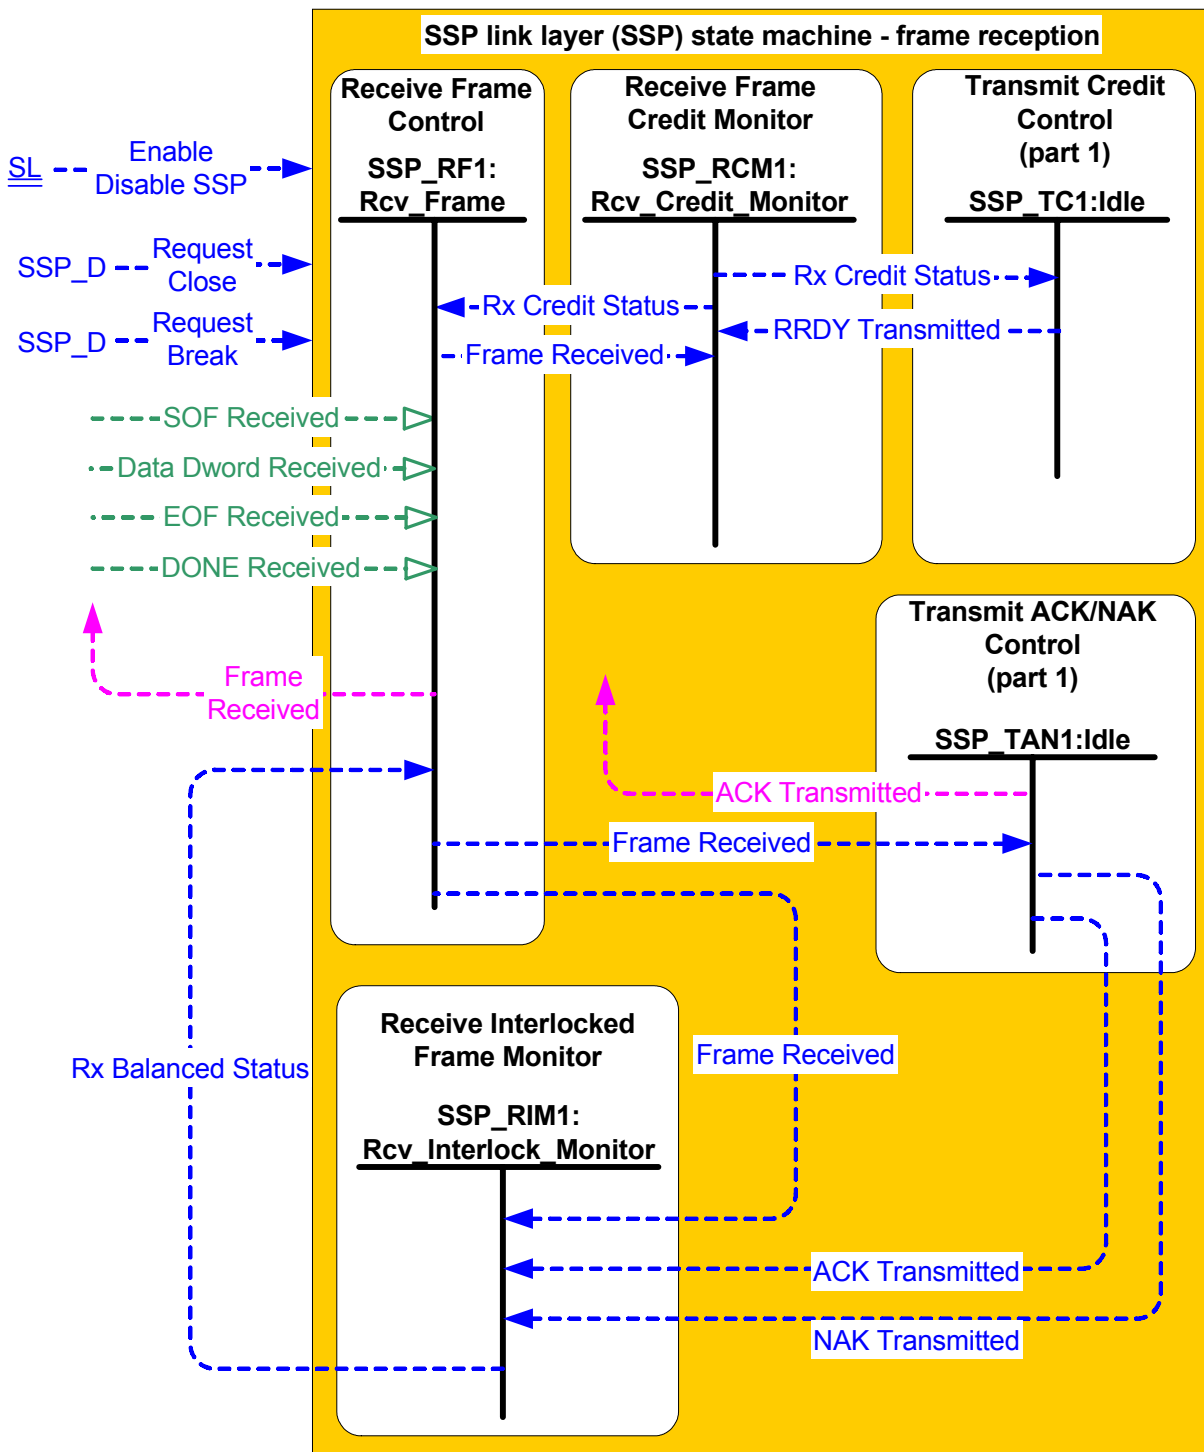 SSP link layer (SSP) state machine - frame reception
Receive Frame
Control
SSP_RF1:
Rcv_Frame
Receive Frame
Credit Monitor
SSP_RCM1:
Rcv_Credit_Monitor
Transmit Credit
Control
(part 1)
SSP_TC1:Idle
SL
Enable
Disable SSP
SSP_D
Request
Close
SSP_D
Request
Break
Rx Credit Status
Rx Credit Status
RRDY Transmitted
Frame Received
SOF Received
Data Dword Received
EOF Received
DONE Received
Frame
Received
Transmit ACK/NAK
Control
(part 1)
SSP_TAN1:Idle
ACK Transmitted
Frame Received
Rx Balanced Status
Receive Interlocked
Frame Monitor
SSP_RIM1:
Rcv_Interlock_Monitor
Frame Received
ACK Transmitted
NAK Transmitted